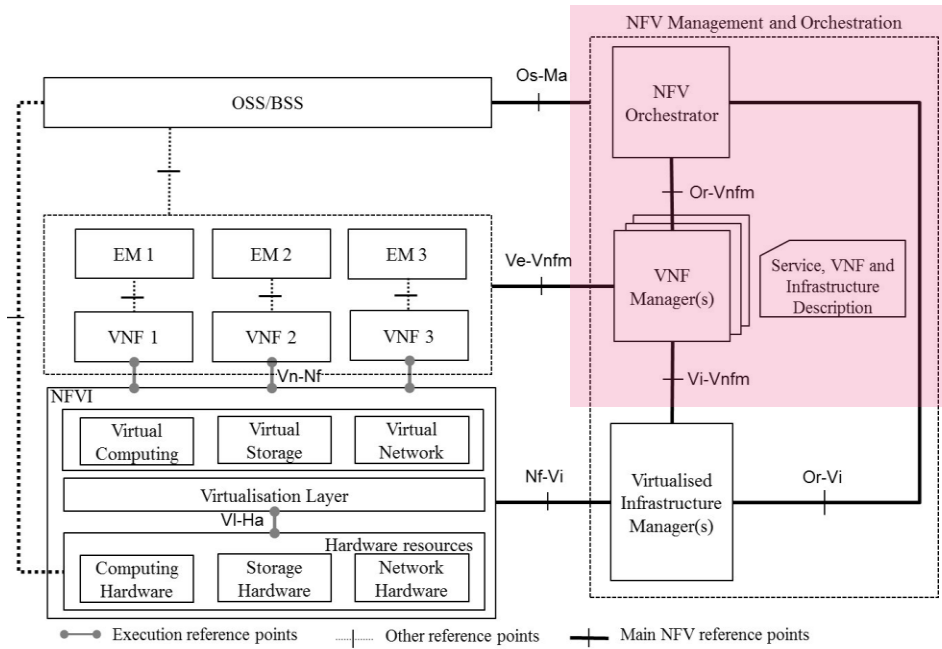 NFV Management and Orchestration
Os-Ma
OSS/BSS
NFV
Orchestrator
Or-Vnfm
EM 1
EM 2
EM 3
Ve-Vnfm
VNF
Manager(s)
Service, VNF and
Infrastructure
Description
VNF 1
VNF 2
VNF 3
Vn-Nf
Vi-Vnfm
NFVI
Virtual
Computing
Virtual
Storage
Virtual
Network
Nf-Vi
Virtualised
Infrastructure
Manager(s)
Or-Vi
Virtualisation Layer
Vl-Ha
Hardware resources
Computing
Hardware
Storage
Hardware
Network
Hardware
Execution reference points
Other reference points
Main NFV reference points